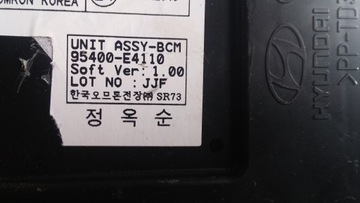 OMRON KOREA
UNIT ASSY-BCM
95400-E4110
Soft Ver: 1.00
LOT NO : JJF
한국오므론전장㈜ SR73
정 옥 순
HYUNDAI